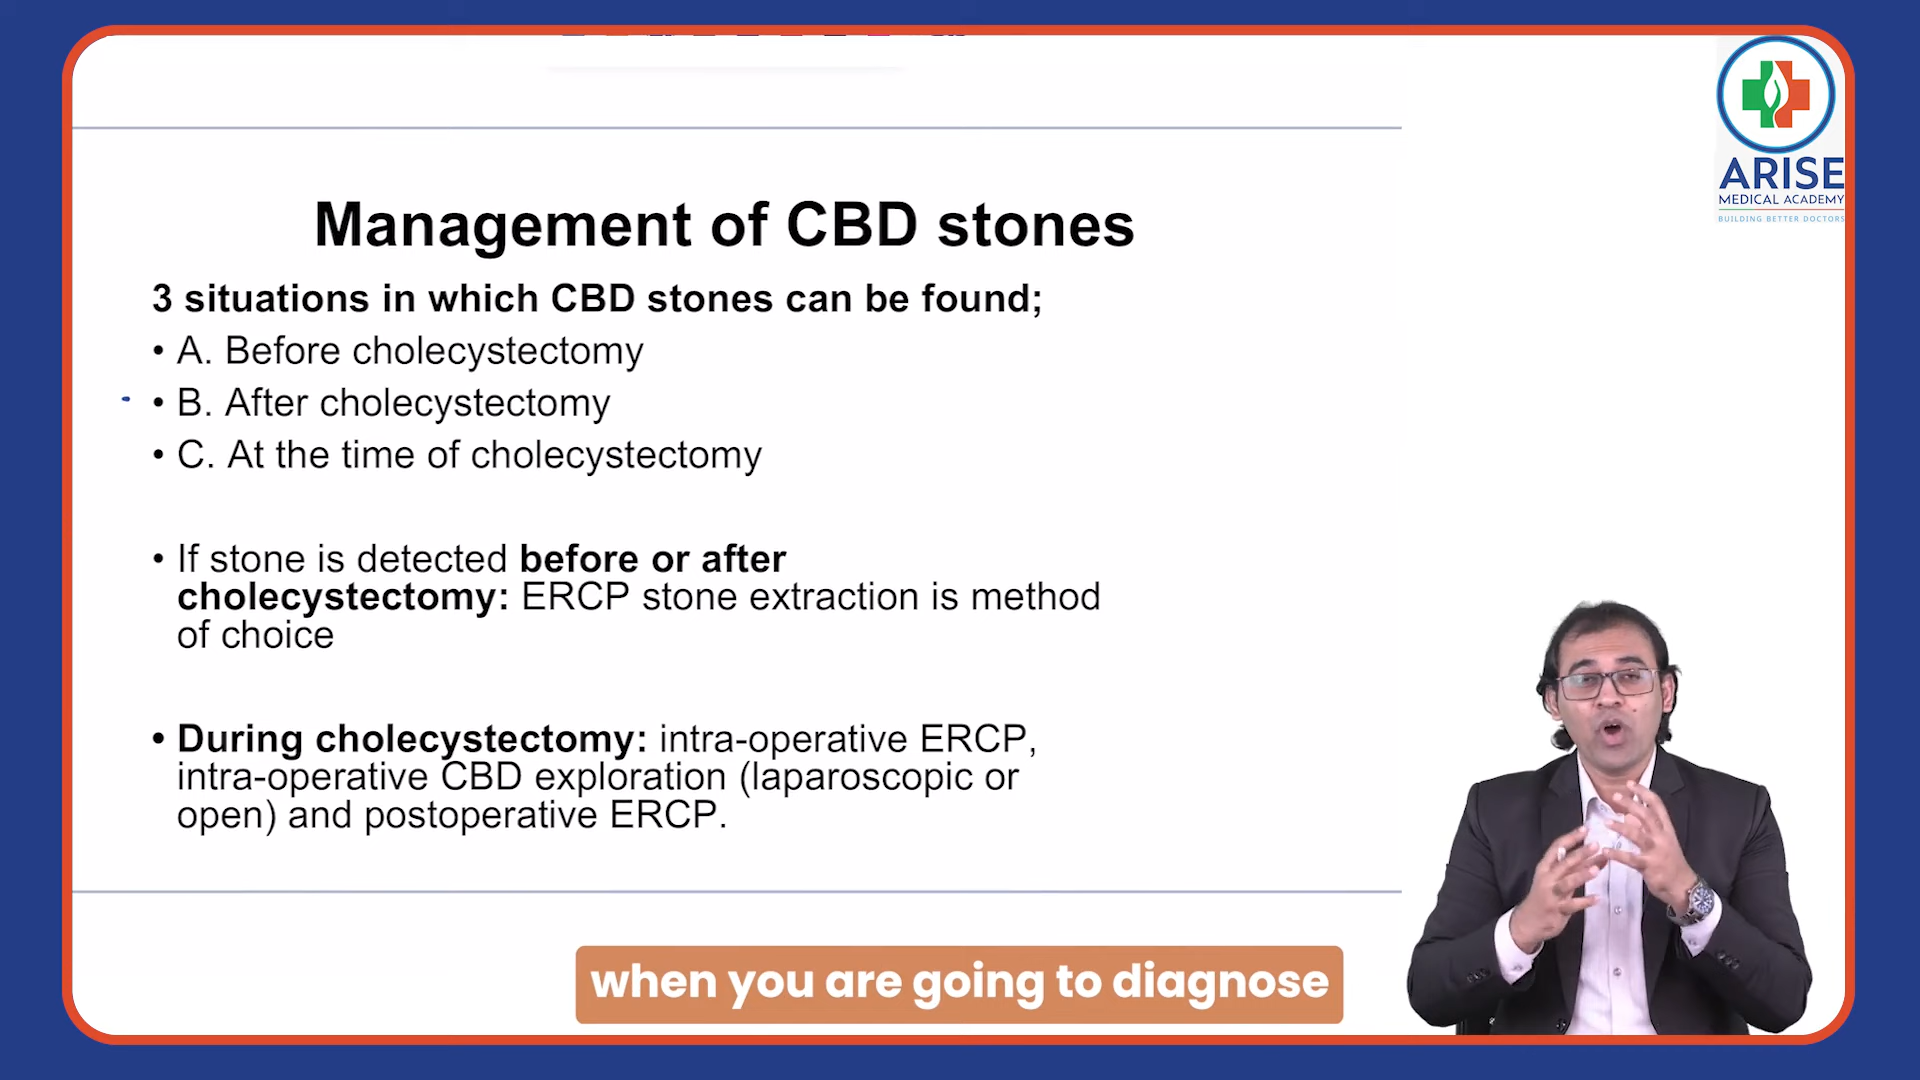 ARISE
MEDICAL ACADEMY
BUILDING BETTER DOCTORS
Management of CBD stones
3 situations in which CBD stones can be found;
• A. Before cholecystectomy
• B. After cholecystectomy
• C. At the time of cholecystectomy
• If stone is detected before or after
cholecystectomy: ERCP stone extraction is method
of choice
• During cholecystectomy: intra-operative ERCP,
intra-operative CBD exploration (laparoscopic or
open) and postoperative ERCP.
when you are going to diagnose